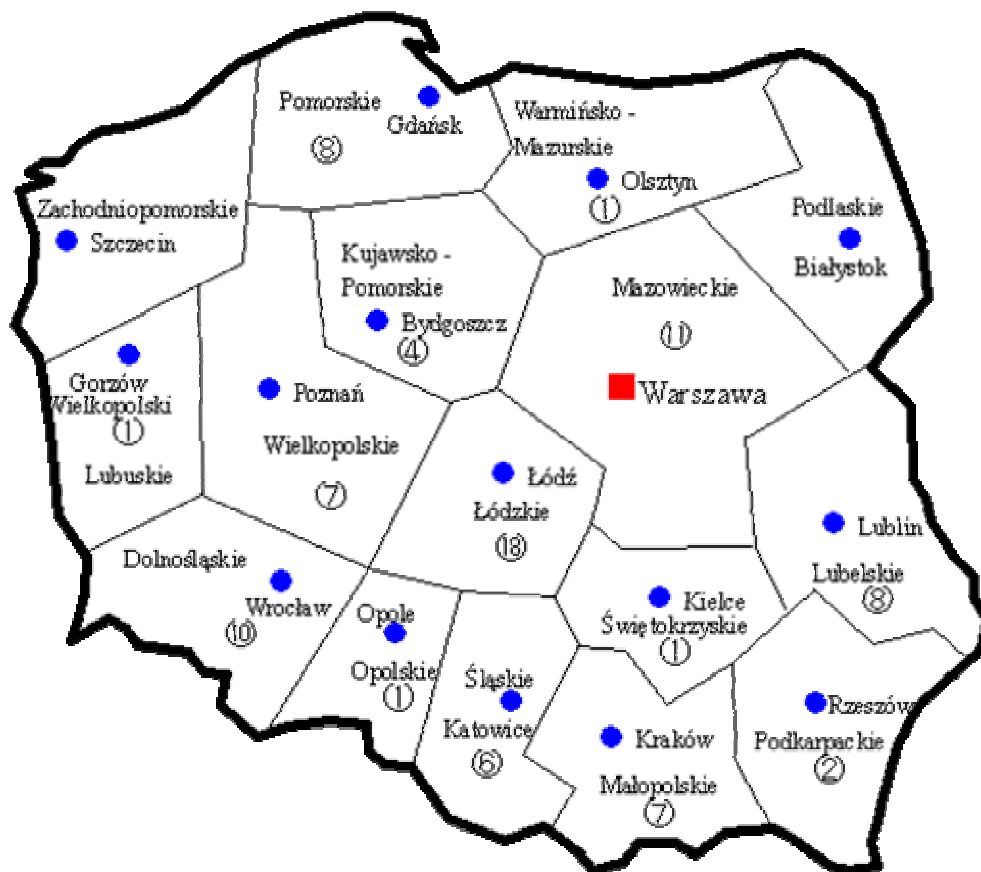 Pomorskie
Gdańsk
⑧
Warmińsko -
Mazurskie
Olsztyn
①
Zachodniopomorskie
Szczecin
Podlaskie
Białystok
Kujawsko -
Pomorskie
Bydgoszcz
④
Mazowieckie
⑪
Warszawa
Gorzów
Wielkopolski
①
Lubuskie
Poznań
Wielkopolskie
⑦
Łódź
Łódzkie
⑱
Lublin
Lubelskie
⑧
Dolnośląskie
Wrocław
⑩
Opole
Opolskie
①
Kielce
Świętokrzyskie
①
Śląskie
Katowice
⑥
Kraków
Małopolskie
⑦
Rzeszów
Podkarpackie
②